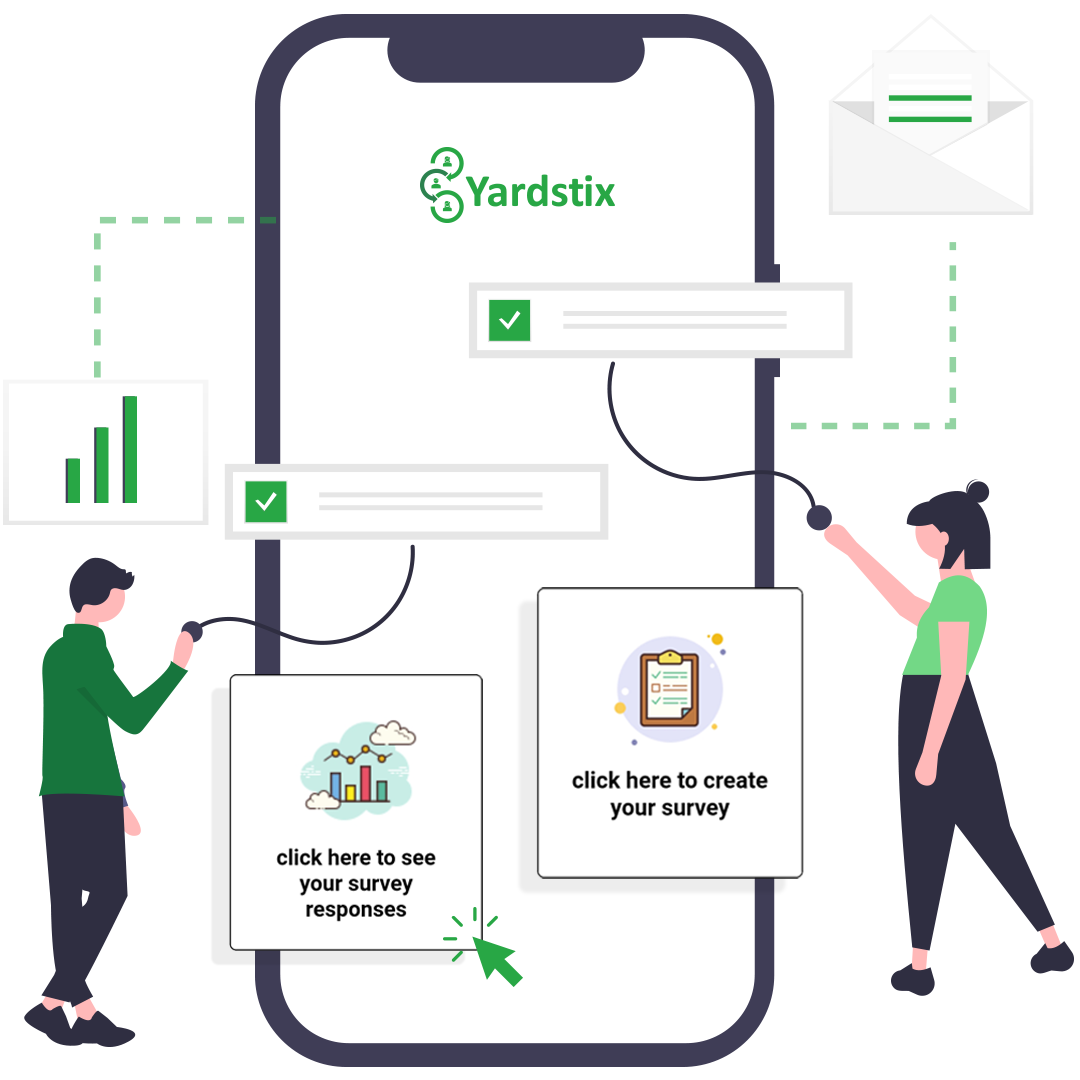 Yardstix
click here to create
your survey
click here to see
your survey
responses